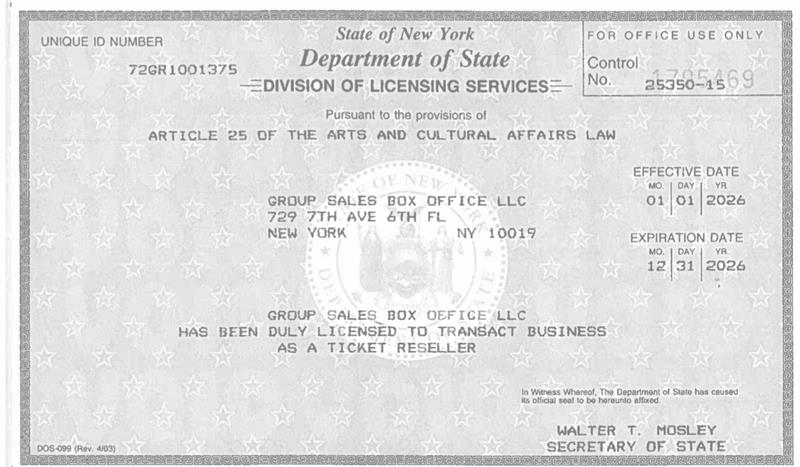 State of New York
Department of State
DIVISION OF LICENSING SERVICES
UNIQUE ID NUMBER
72GR1001375
FOR OFFICE USE ONLY
Control
No. 25350-15
Pursuant to the provisions of
ARTICLE 25 OF THE ARTS AND CULTURAL AFFAIRS LAW
EFFECTIVE DATE
MO. DAY YR.
01 01 2026
GROUP SALES BOX OFFICE LLC
729 7TH AVE 6TH FL
NEW YORK NY 10019
EXPIRATION DATE
MO. DAY YR.
12 31 2026
GROUP SALES BOX OFFICE LLC
HAS BEEN DULY LICENSED TO TRANSACT BUSINESS
AS A TICKET RESELLER
In Witness Whereof, The Department of State has caused
its official seal to be hereunto affixed.
WALTER T. MOSLEY
SECRETARY OF STATE
DOS-099 (Rev. 4/03)